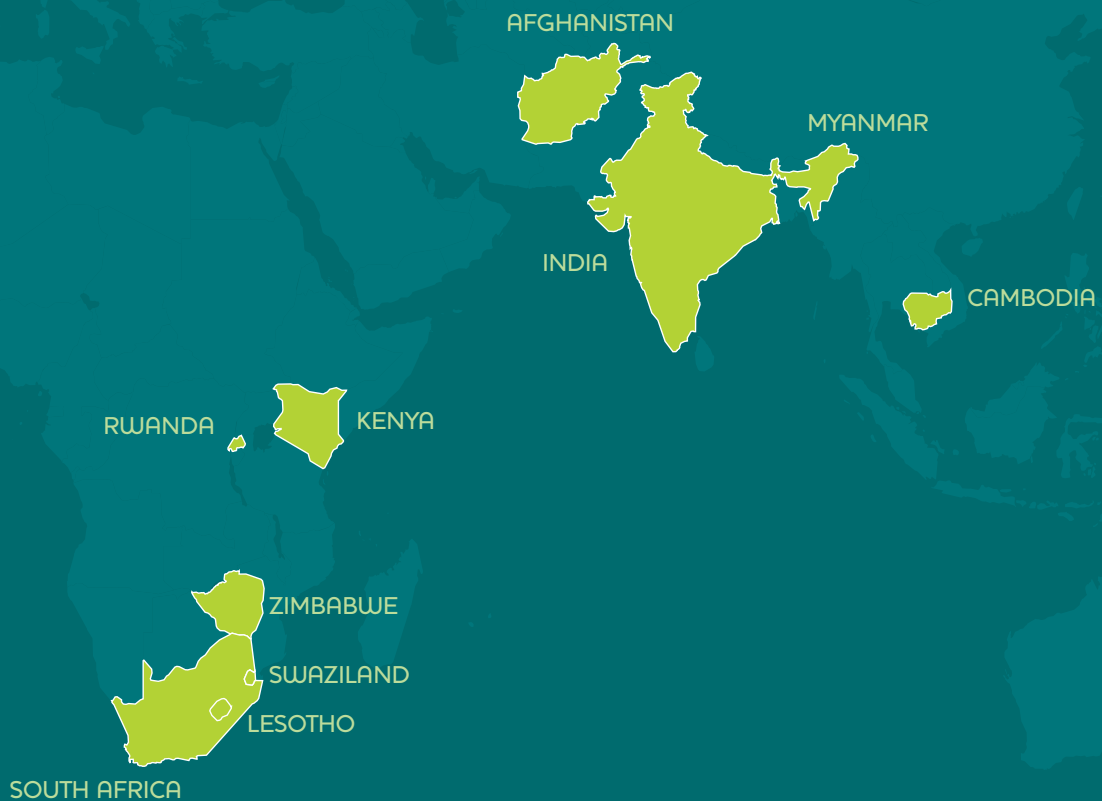 AFGHANISTAN
MYANMAR
INDIA
CAMBODIA
RWANDA
KENYA
ZIMBABWE
SWAZILAND
LESOTHO
SOUTH AFRICA